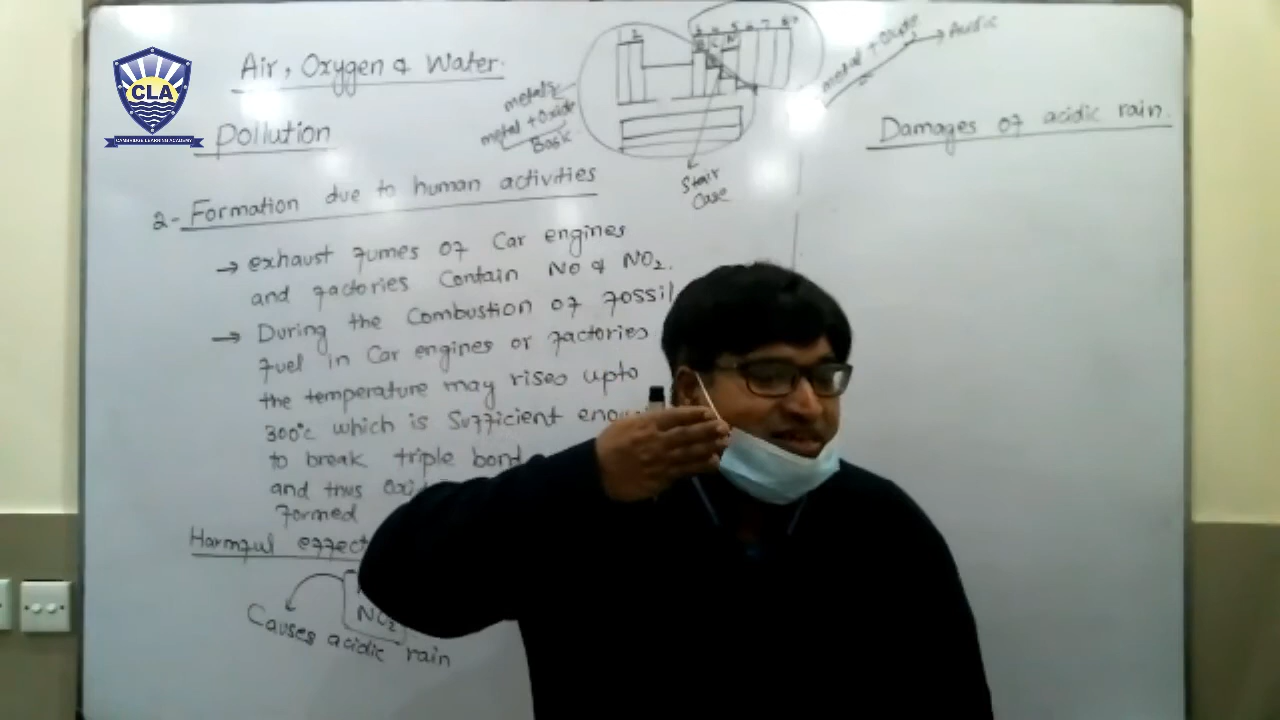 CLA
CAMBRIDGE LEARNING ACADEMY
Air, Oxygen & Water.
Pollution
2- Formation due to human activities
→ exhaust fumes of Car engines
and factories Contain NO & NO2.
→ During the Combustion of fossil
fuel in Car engines or factories
the temperature may rises upto
300°c which is Sufficient
to break triple bond
and thus
formed
Harmful effect
NO2
Causes acidic rain
metals
metal + Oxide
Basic
Stair
Case
metal + Oxide
→ Acidic
Damages of acidic rain.